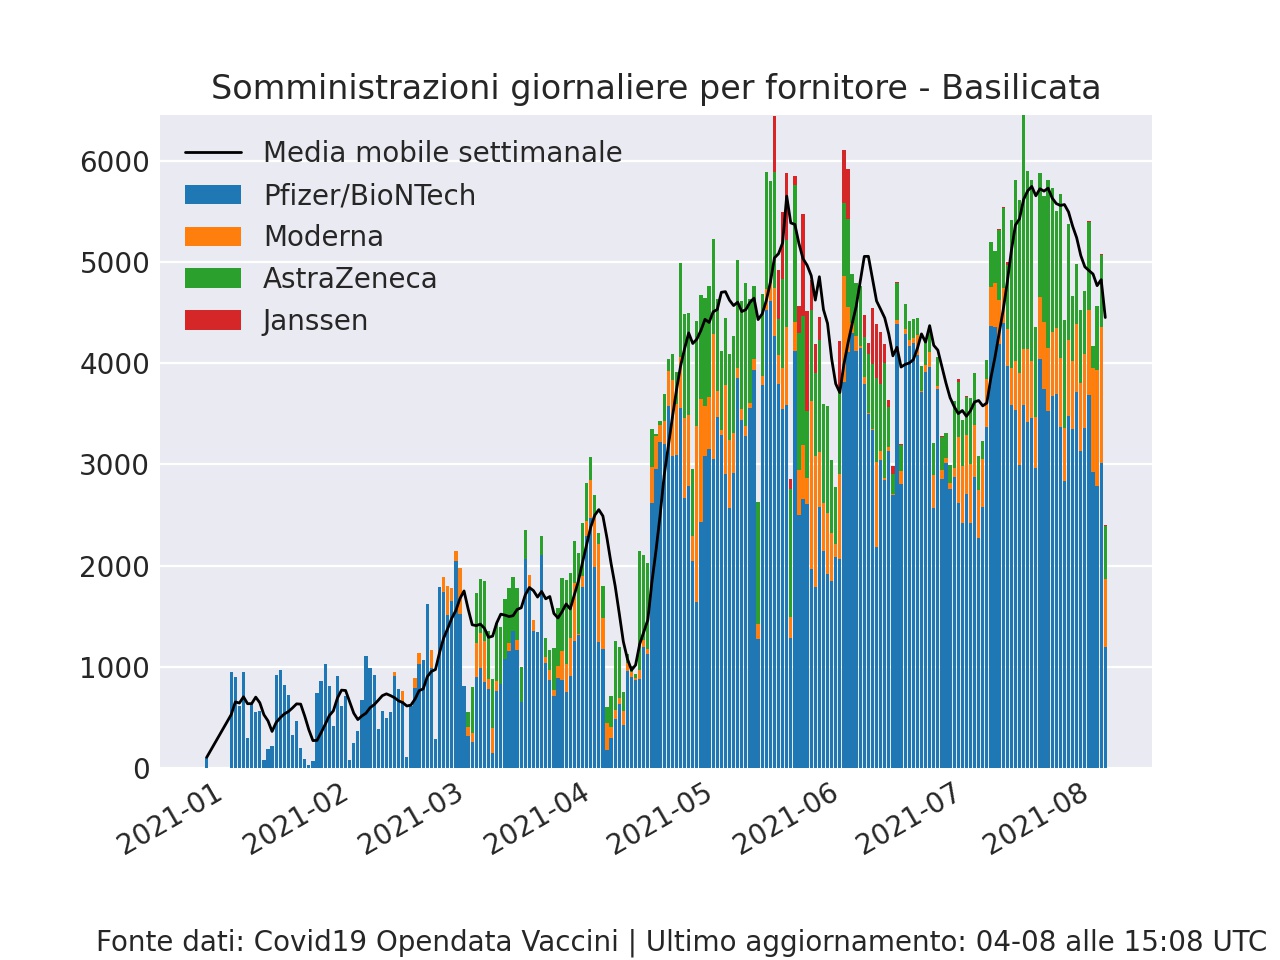 Somministrazioni giornaliere per fornitore - Basilicata
6000
5000
4000
3000
2000
1000
0
Media mobile settimanale
Pfizer/BioNTech
Moderna
AstraZeneca
Janssen
2021-01
2021-02
2021-03
2021-04
2021-05
2021-06
2021-07
2021-08
Fonte dati: Covid19 Opendata Vaccini | Ultimo aggiornamento: 04-08 alle 15:08 UTC